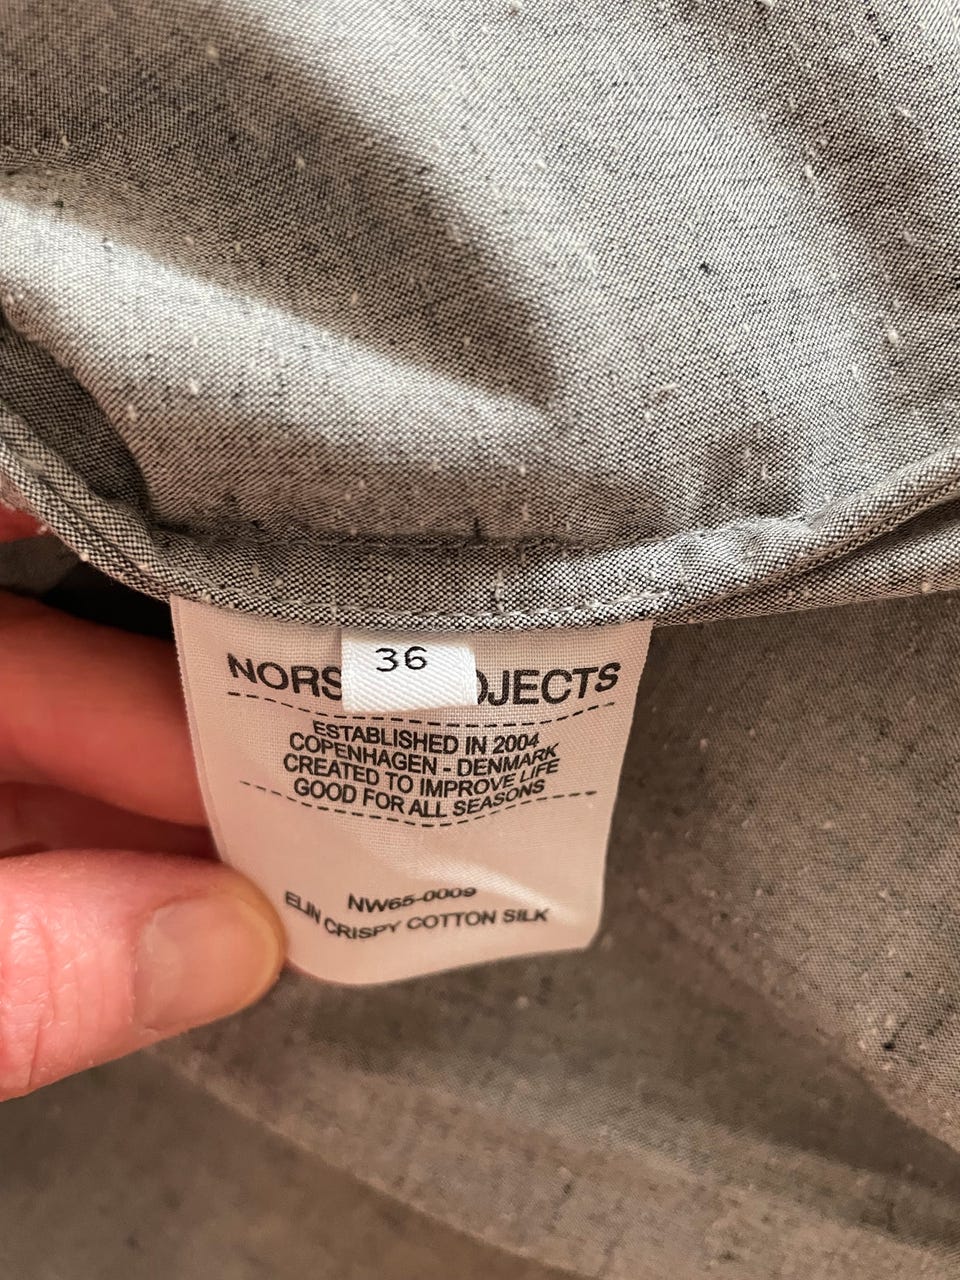 36
NORS OJECTS
ESTABLISHED IN 2004
COPENHAGEN - DENMARK
CREATED TO IMPROVE LIFE
GOOD FOR ALL SEASONS
NW65-0009
ELIN CRISPY COTTON SILK